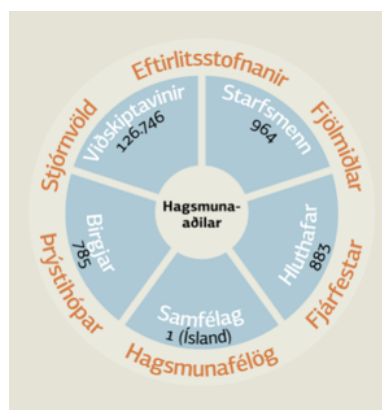 Eftirlitsstofnanir
Stjórnvöld
Fjölmiðlar
Viðskiptavinir
126.746
Starfsmenn
964
Hagsmuna-
aðilar
Birgjar
785
Hluthafar
883
Samfélag
1 (Ísland)
Þrýstihópar
Fjárfestar
Hagsmunafélög